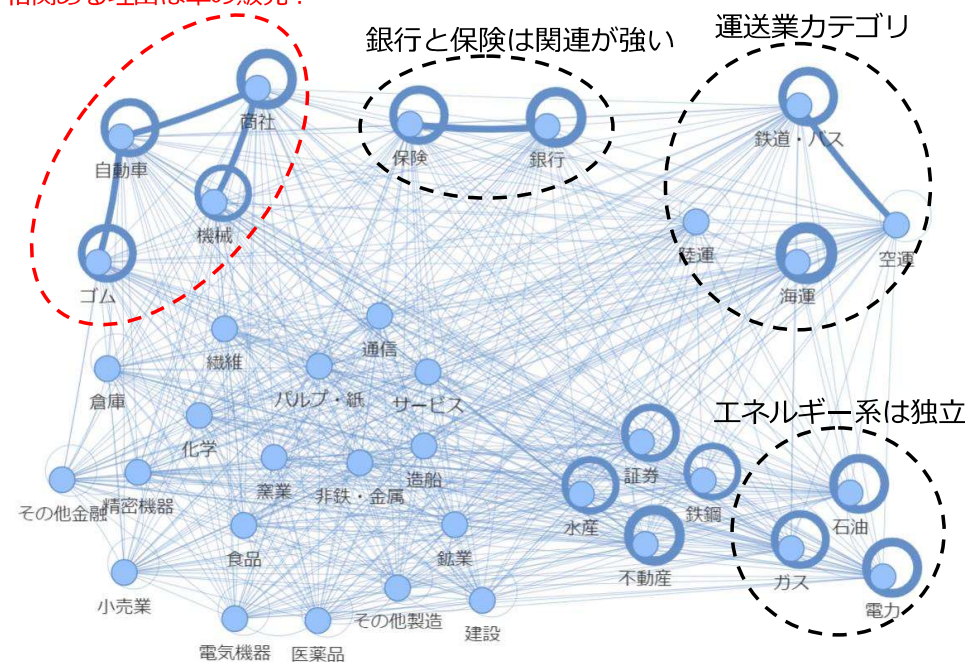 銀行と保険は関連が強い
運送業カテゴリ
商社
自動車
保険
銀行
鉄道・バス
機械
陸運
空運
ゴム
海運
通信
繊維
パルプ・紙
サービス
倉庫
エネルギー系は独立
化学
証券
造船
窯業
非鉄・金属
その他金融
精密機器
水産
鉄鋼
石油
食品
鉱業
不動産
ガス
小売業
電力
その他製造
建設
電気機器
医薬品